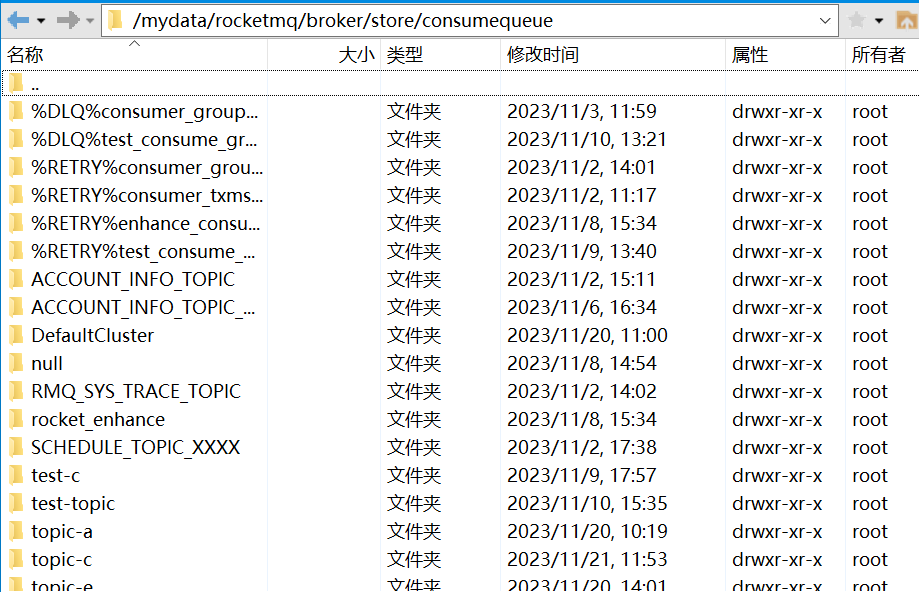 /mydata/rocketmq/broker/store/consumequeue
名称 大小 类型 修改时间 属性 所有者
..
%DLQ%consumer_group... 文件夹 2023/11/3, 11:59 drwxr-xr-x root
%DLQ%test_consume_gr... 文件夹 2023/11/10, 13:21 drwxr-xr-x root
%RETRY%consumer_grou... 文件夹 2023/11/2, 14:01 drwxr-xr-x root
%RETRY%consumer_txms... 文件夹 2023/11/2, 11:17 drwxr-xr-x root
%RETRY%enhance_consu... 文件夹 2023/11/8, 15:34 drwxr-xr-x root
%RETRY%test_consume_... 文件夹 2023/11/9, 13:40 drwxr-xr-x root
ACCOUNT_INFO_TOPIC 文件夹 2023/11/2, 15:11 drwxr-xr-x root
ACCOUNT_INFO_TOPIC_... 文件夹 2023/11/6, 16:34 drwxr-xr-x root
DefaultCluster 文件夹 2023/11/20, 11:00 drwxr-xr-x root
null 文件夹 2023/11/8, 14:54 drwxr-xr-x root
RMQ_SYS_TRACE_TOPIC 文件夹 2023/11/2, 14:02 drwxr-xr-x root
rocket_enhance 文件夹 2023/11/8, 15:34 drwxr-xr-x root
SCHEDULE_TOPIC_XXXX 文件夹 2023/11/2, 17:38 drwxr-xr-x root
test-c 文件夹 2023/11/9, 17:57 drwxr-xr-x root
test-topic 文件夹 2023/11/10, 15:35 drwxr-xr-x root
topic-a 文件夹 2023/11/20, 10:19 drwxr-xr-x root
topic-c 文件夹 2023/11/21, 11:53 drwxr-xr-x root
topic-e 文件夹 2023/11/20, 14:01 drwxr-xr-x root